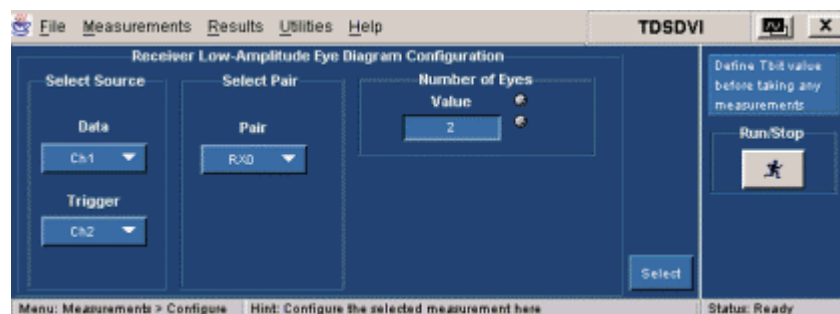 File Measurements Results Utilities Help TDSDVI X
Receiver Low-Amplitude Eye Diagram Configuration
Select Source
Data
Ch1
Trigger
Ch2
Select Pair
Pair
RX0
Number of Eyes
Value
2
Select
Define Tbit value
before taking any
measurements
Run/Stop
Menu: Measurements > Configure
Hint: Configure the selected measurement here
Status: Ready